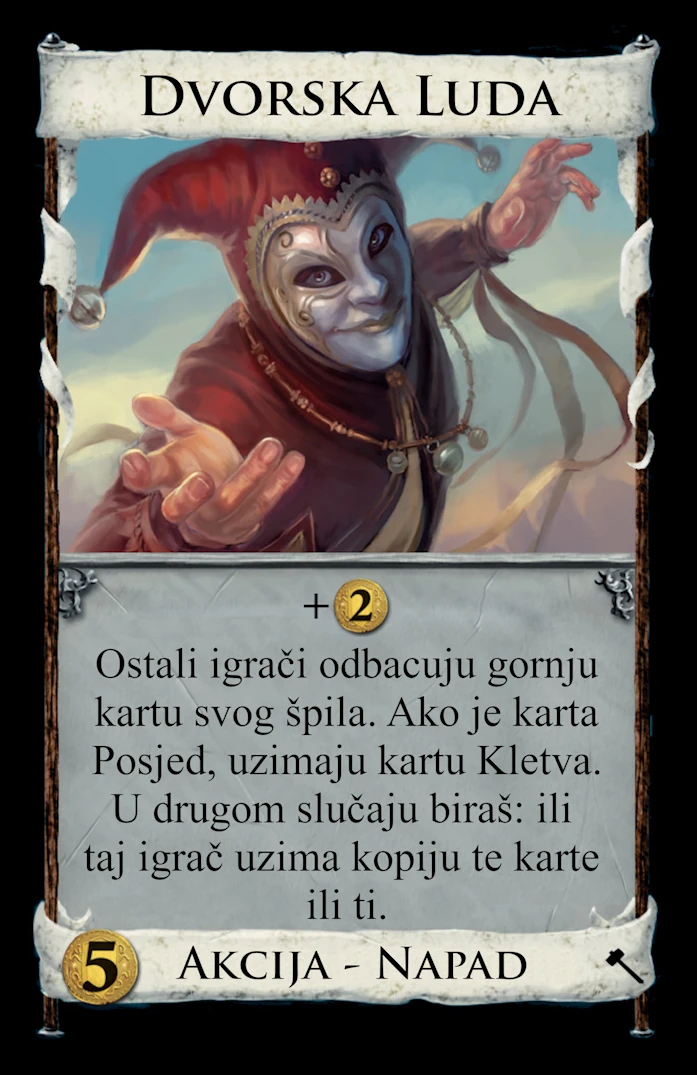 Dvorska Luda
+2
Ostali igrači odbacuju gornju
kartu svog špila. Ako je karta
Posjed, uzimaju kartu Kletva.
U drugom slučaju biraš: ili
taj igrač uzima kopiju te karte
ili ti.
5 Akcija - Napad